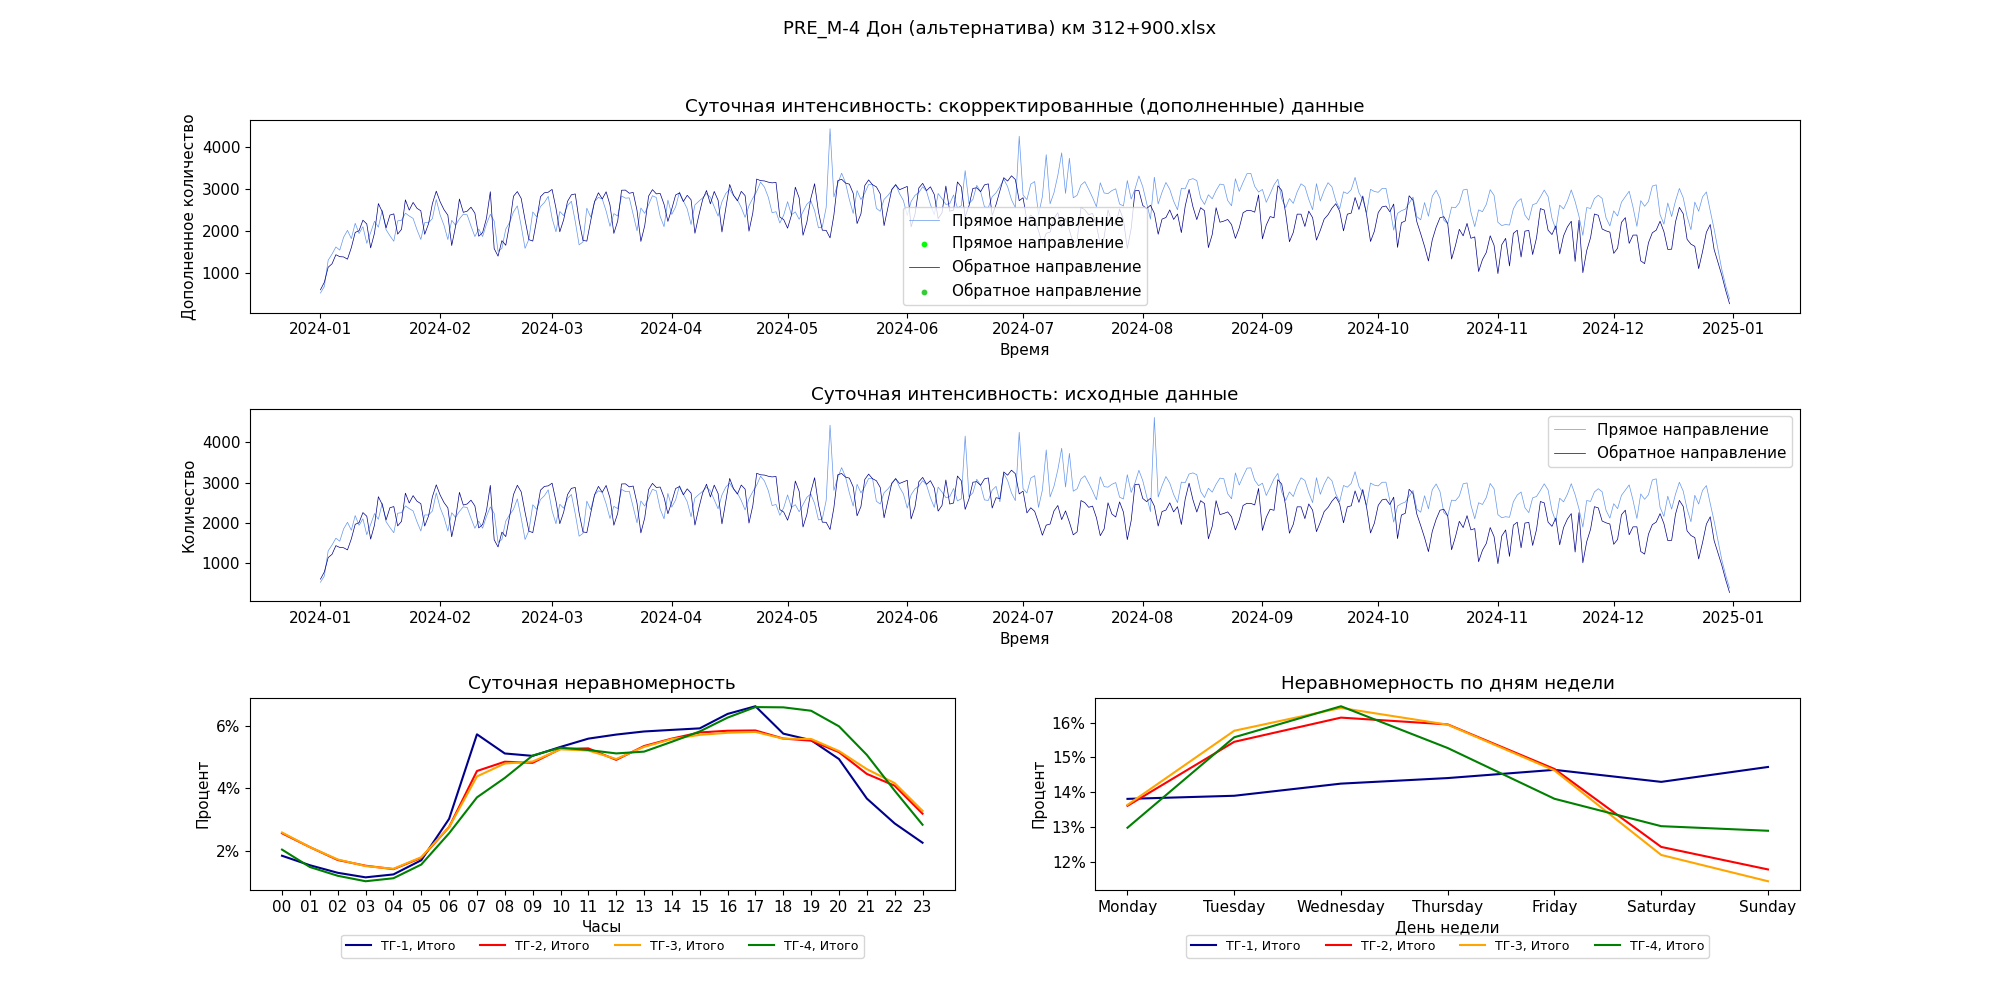 PRE_М-4 Дон (альтернатива) км 312+900.xlsx
Суточная интенсивность: скорректированные (дополненные) данные
Дополненное количество
4000
3000
2000
1000
Прямое направление
Прямое направление
Обратное направление
Обратное направление
2024-01 2024-02 2024-03 2024-04 2024-05 2024-06 2024-07 2024-08 2024-09 2024-10 2024-11 2024-12 2025-01
Время
Суточная интенсивность: исходные данные
Количество
4000
3000
2000
1000
Прямое направление
Обратное направление
2024-01 2024-02 2024-03 2024-04 2024-05 2024-06 2024-07 2024-08 2024-09 2024-10 2024-11 2024-12 2025-01
Время
Суточная неравномерность
Процент
6%
4%
2%
00 01 02 03 04 05 06 07 08 09 10 11 12 13 14 15 16 17 18 19 20 21 22 23
Часы
ТГ-1, Итого ТГ-2, Итого ТГ-3, Итого ТГ-4, Итого
Неравномерность по дням недели
Процент
16%
15%
14%
13%
12%
Monday Tuesday Wednesday Thursday Friday Saturday Sunday
День недели
ТГ-1, Итого ТГ-2, Итого ТГ-3, Итого ТГ-4, Итого